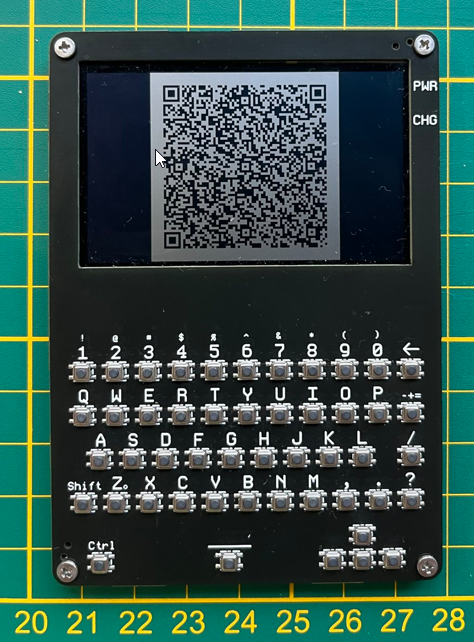 PWR
CHG
! @ # $ % ^ & * ( )
1 2 3 4 5 6 7 8 9 0 ←
Q W E R T Y U I O P -+=
A S D F G H J K L /
Shift Z X C V B N M , . ?
Ctrl
20 21 22 23 24 25 26 27 28